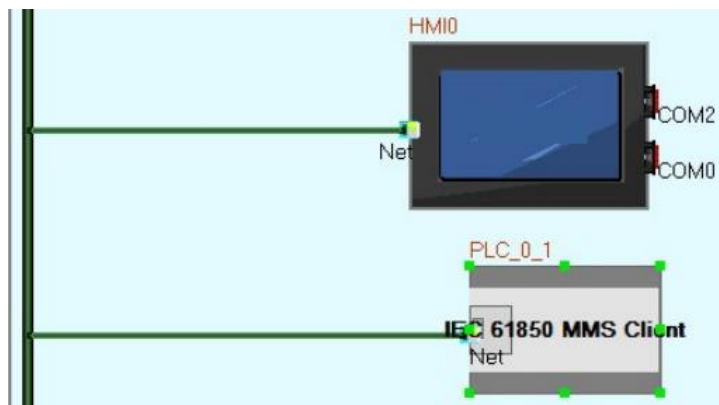 HMI0
COM2
Net
COM0
PLC_0_1
IEC 61850 MMS Client
Net